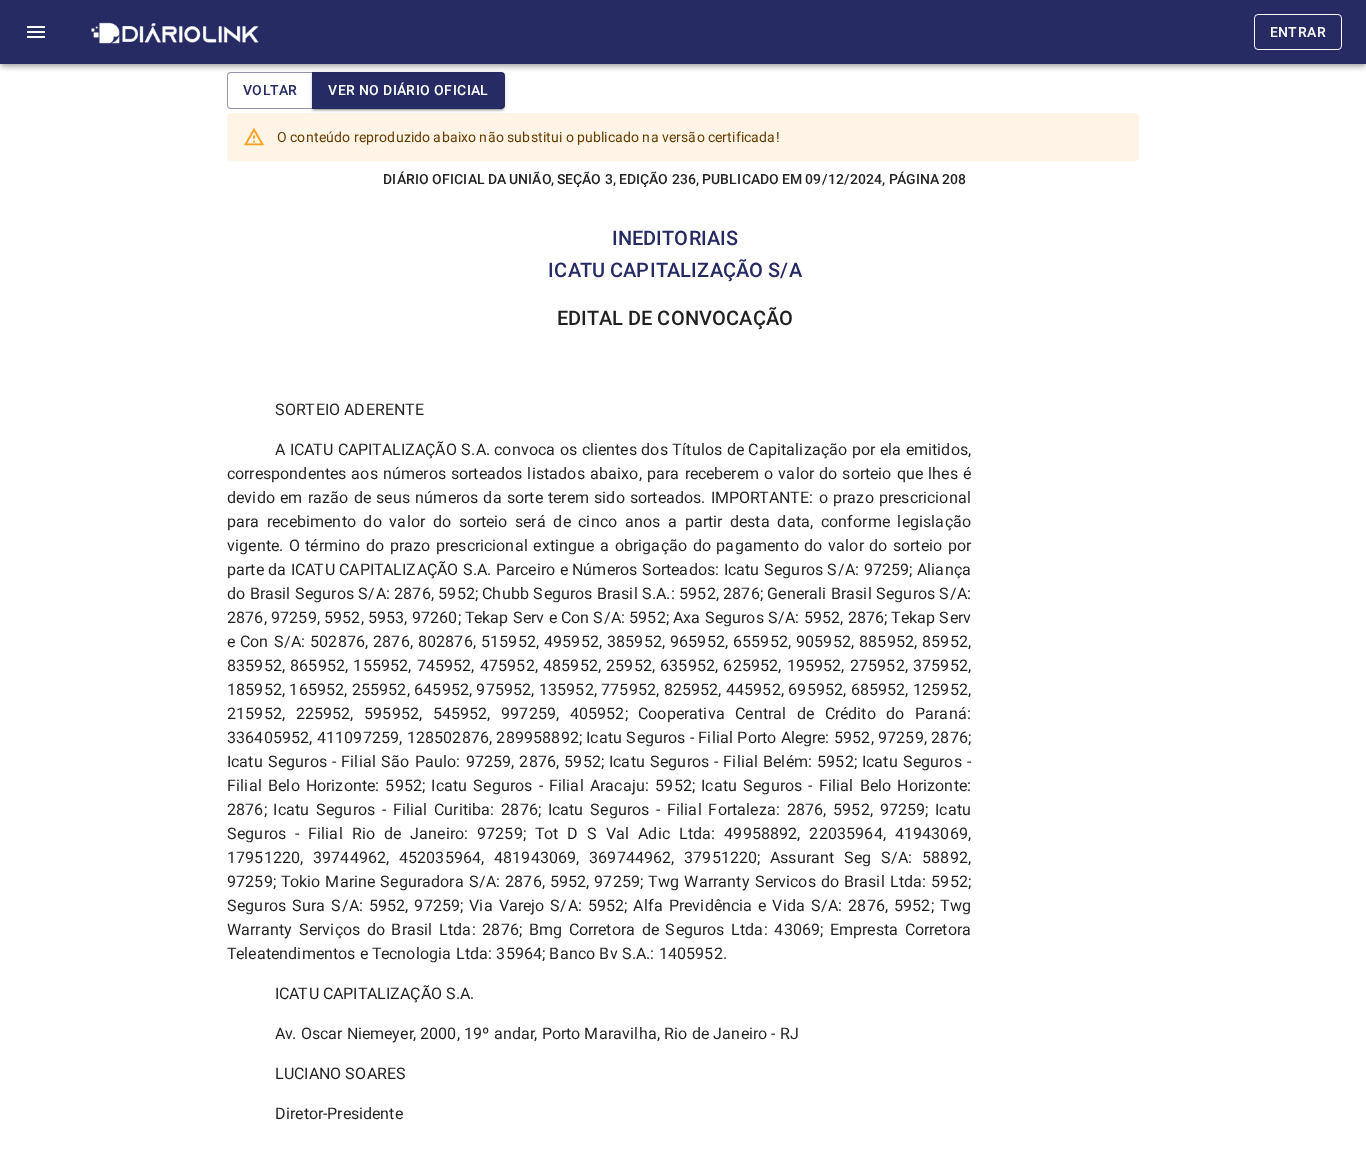 DIÁRIOLINK
ENTRAR
VOLTAR
VER NO DIÁRIO OFICIAL
O conteúdo reproduzido abaixo não substitui o publicado na versão certificada!
DIÁRIO OFICIAL DA UNIÃO, SEÇÃO 3, EDIÇÃO 236, PUBLICADO EM 09/12/2024, PÁGINA 208
INEDITORIAIS
ICATU CAPITALIZAÇÃO S/A
EDITAL DE CONVOCAÇÃO
SORTEIO ADERENTE
A ICATU CAPITALIZAÇÃO S.A. convoca os clientes dos Títulos de Capitalização por ela emitidos,
correspondentes aos números sorteados listados abaixo, para receberem o valor do sorteio que lhes é
devido em razão de seus números da sorte terem sido sorteados. IMPORTANTE: o prazo prescricional
para recebimento do valor do sorteio será de cinco anos a partir desta data, conforme legislação
vigente. O término do prazo prescricional extingue a obrigação do pagamento do valor do sorteio por
parte da ICATU CAPITALIZAÇÃO S.A. Parceiro e Números Sorteados: Icatu Seguros S/A: 97259; Aliança
do Brasil Seguros S/A: 2876, 5952; Chubb Seguros Brasil S.A.: 5952, 2876; Generali Brasil Seguros S/A:
2876, 97259, 5952, 5953, 97260; Tekap Serv e Con S/A: 5952; Axa Seguros S/A: 5952, 2876; Tekap Serv
e Con S/A: 502876, 2876, 802876, 515952, 495952, 385952, 965952, 655952, 905952, 885952, 85952,
835952, 865952, 155952, 745952, 475952, 485952, 25952, 635952, 625952, 195952, 275952, 375952,
185952, 165952, 255952, 645952, 975952, 135952, 775952, 825952, 445952, 695952, 685952, 125952,
215952, 225952, 595952, 545952, 997259, 405952; Cooperativa Central de Crédito do Paraná:
336405952, 411097259, 128502876, 289958892; Icatu Seguros - Filial Porto Alegre: 5952, 97259, 2876;
Icatu Seguros - Filial São Paulo: 97259, 2876, 5952; Icatu Seguros - Filial Belém: 5952; Icatu Seguros -
Filial Belo Horizonte: 5952; Icatu Seguros - Filial Aracaju: 5952; Icatu Seguros - Filial Belo Horizonte:
2876; Icatu Seguros - Filial Curitiba: 2876; Icatu Seguros - Filial Fortaleza: 2876, 5952, 97259; Icatu
Seguros - Filial Rio de Janeiro: 97259; Tot D S Val Adic Ltda: 49958892, 22035964, 41943069,
17951220, 39744962, 452035964, 481943069, 369744962, 37951220; Assurant Seg S/A: 58892,
97259; Tokio Marine Seguradora S/A: 2876, 5952, 97259; Twg Warranty Servicos do Brasil Ltda: 5952;
Seguros Sura S/A: 5952, 97259; Via Varejo S/A: 5952; Alfa Previdência e Vida S/A: 2876, 5952; Twg
Warranty Serviços do Brasil Ltda: 2876; Bmg Corretora de Seguros Ltda: 43069; Empresta Corretora
Teleatendimentos e Tecnologia Ltda: 35964; Banco Bv S.A.: 1405952.
ICATU CAPITALIZAÇÃO S.A.
Av. Oscar Niemeyer, 2000, 19º andar, Porto Maravilha, Rio de Janeiro - RJ
LUCIANO SOARES
Diretor-Presidente